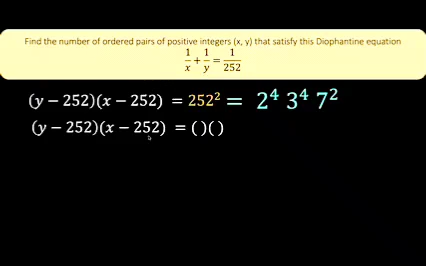 Find the number of ordered pairs of positive integers (x, y) that satisfy this Diophantine equation
1/x + 1/y = 1/252
(y − 252)(x − 252) = 252² = 2⁴ 3⁴ 7²
(y − 252)(x − 252) = ( )( )